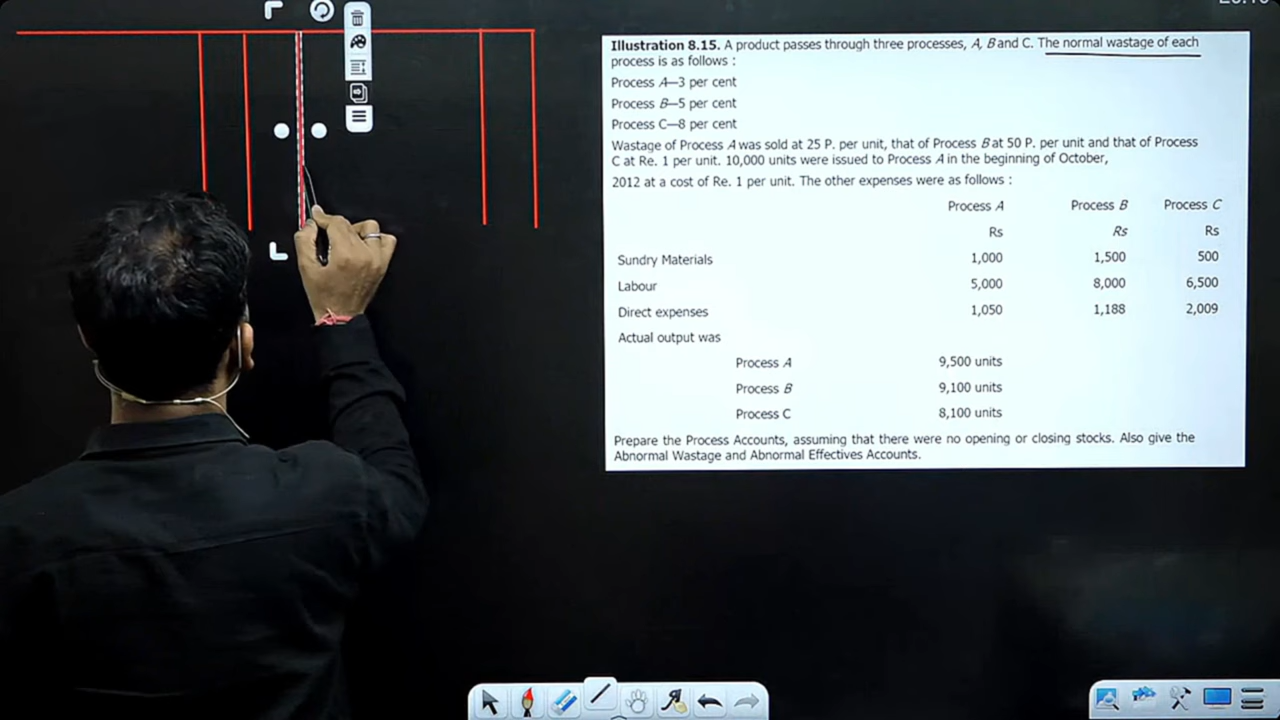 Illustration 8.15. A product passes through three processes, A, B and C. The normal wastage of each
process is as follows :
Process A—3 per cent
Process B—5 per cent
Process C—8 per cent
Wastage of Process A was sold at 25 P. per unit, that of Process B at 50 P. per unit and that of Process
C at Re. 1 per unit. 10,000 units were issued to Process A in the beginning of October,
2012 at a cost of Re. 1 per unit. The other expenses were as follows :
Process A Process B Process C
Rs Rs Rs
Sundry Materials 1,000 1,500 500
Labour 5,000 8,000 6,500
Direct expenses 1,050 1,188 2,009
Actual output was
Process A 9,500 units
Process B 9,100 units
Process C 8,100 units
Prepare the Process Accounts, assuming that there were no opening or closing stocks. Also give the
Abnormal Wastage and Abnormal Effectives Accounts.